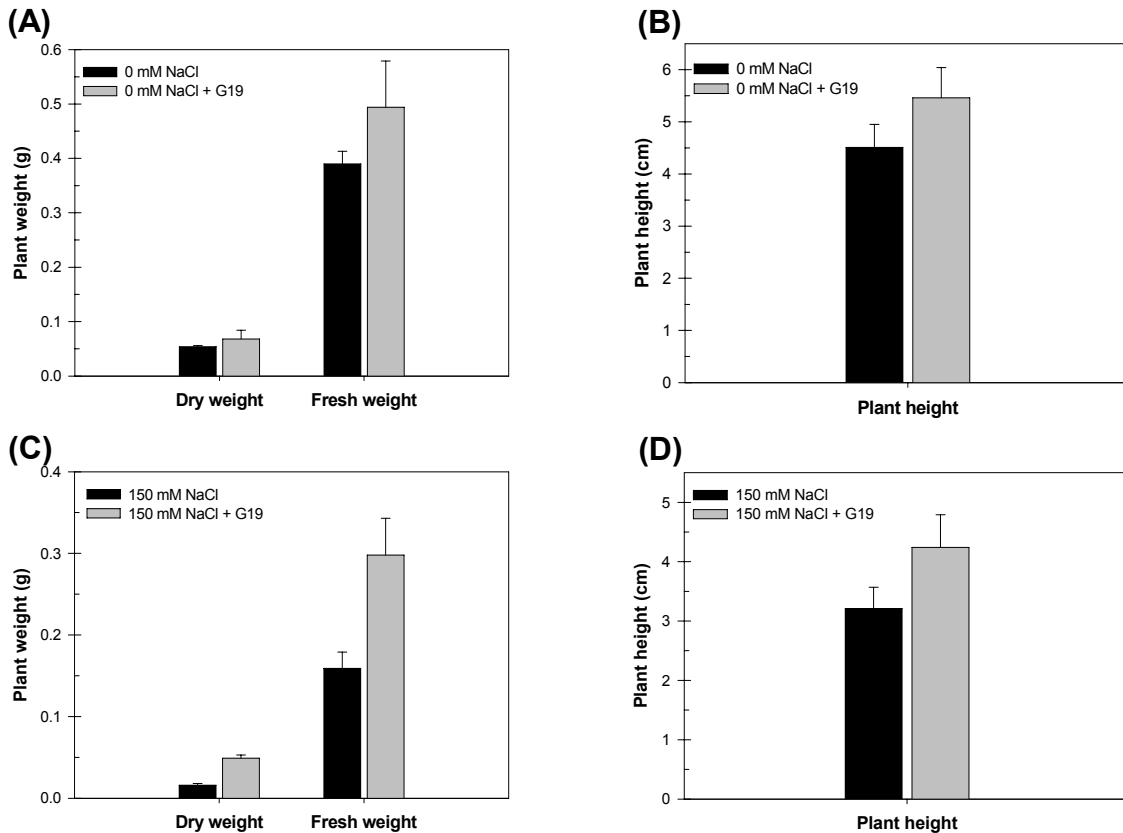 (A)
0.6
0.5
0.4
0.3
0.2
0.1
0.0
Plant weight (g)
0 mM NaCl
0 mM NaCl + G19
Dry weight
Fresh weight
(B)
6
5
4
3
2
1
0
Plant height (cm)
0 mM NaCl
0 mM NaCl + G19
Plant height
(C)
0.4
0.3
0.2
0.1
0.0
Plant weight (g)
150 mM NaCl
150 mM NaCl + G19
Dry weight
Fresh weight
(D)
5
4
3
2
1
0
Plant height (cm)
150 mM NaCl
150 mM NaCl + G19
Plant height